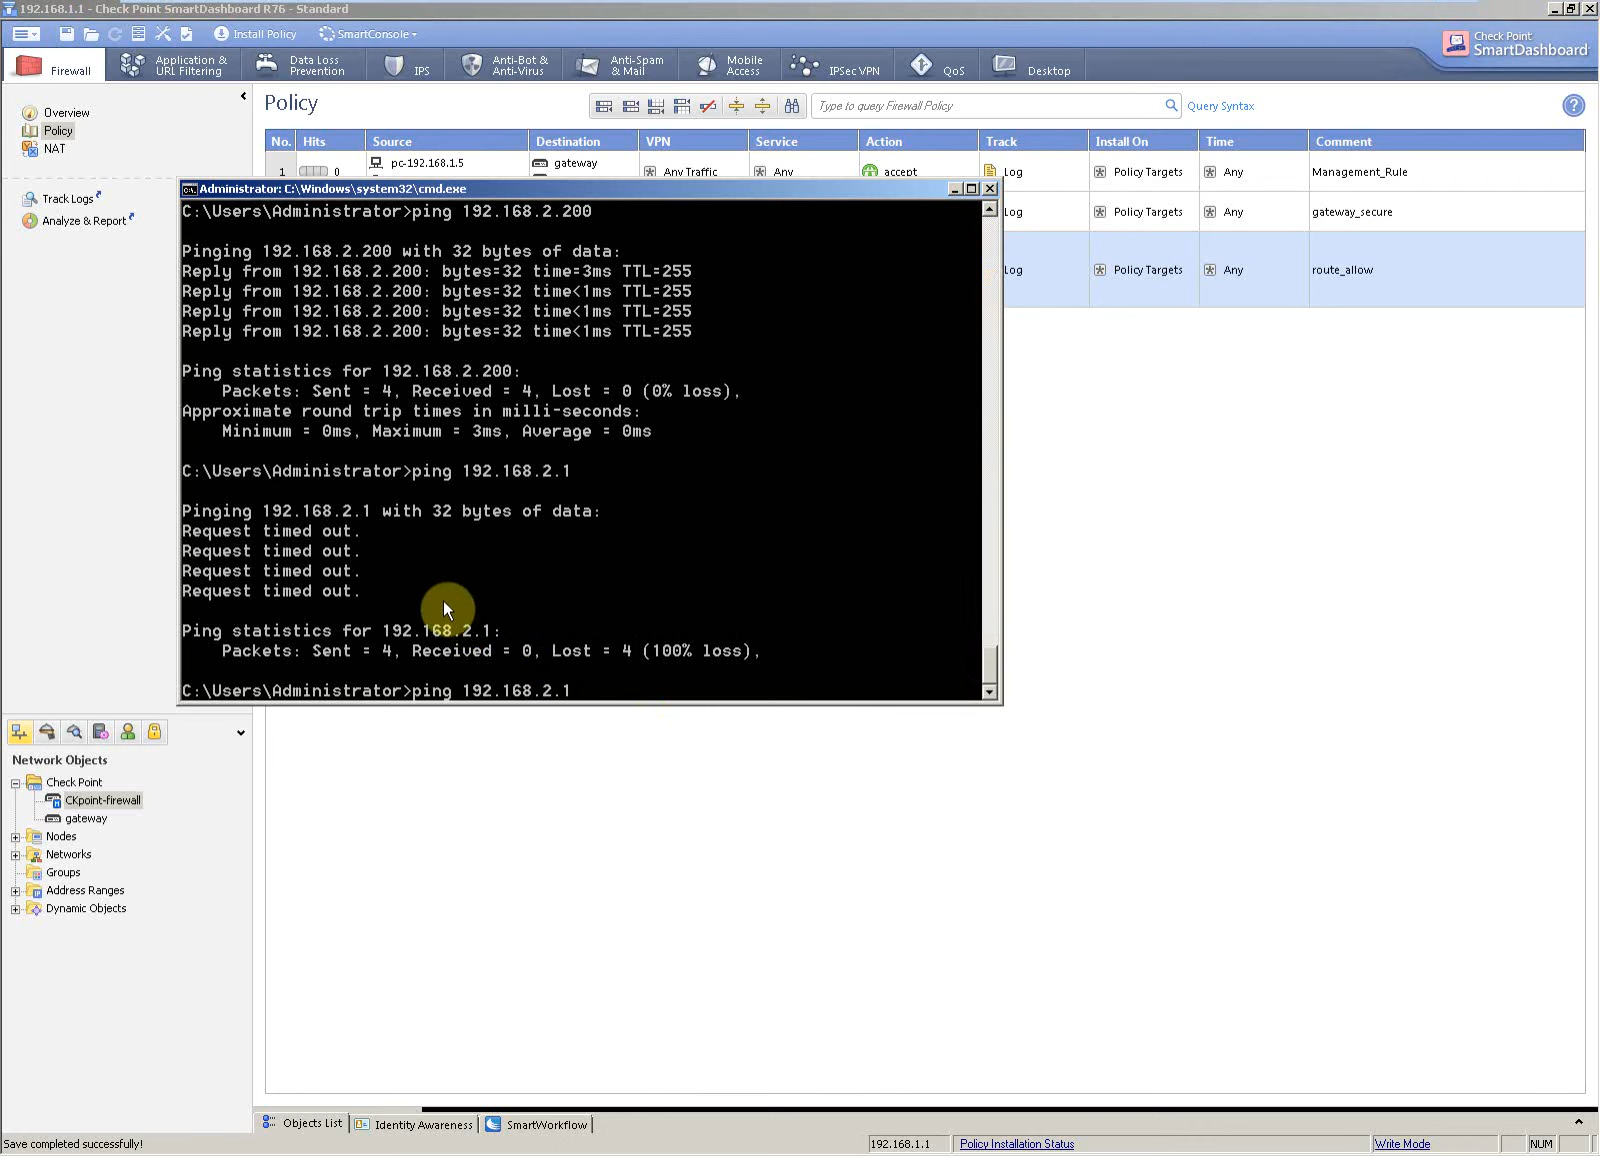 192.168.1.1 - Check Point SmartDashboard R76 - Standard
Install Policy
SmartConsole
Check Point
SmartDashboard
Firewall
Application &
URL Filtering
Data Loss
Prevention
IPS
Anti-Bot &
Anti-Virus
Anti-Spam
& Mail
Mobile
Access
IPSec VPN
QoS
Desktop
Overview
Policy
NAT
Track Logs
Analyze & Report
Policy
Type to query Firewall Policy
Query Syntax
No. Hits Source Destination VPN Service Action Track Install On Time Comment
1 0 pc-192.168.1.5 gateway Any Traffic Any accept Log Policy Targets Any Management_Rule
Log Policy Targets Any gateway_secure
Log Policy Targets Any route_allow
Administrator: C:\Windows\system32\cmd.exe
C:\Users\Administrator>ping 192.168.2.200
Pinging 192.168.2.200 with 32 bytes of data:
Reply from 192.168.2.200: bytes=32 time=3ms TTL=255
Reply from 192.168.2.200: bytes=32 time<1ms TTL=255
Reply from 192.168.2.200: bytes=32 time<1ms TTL=255
Reply from 192.168.2.200: bytes=32 time<1ms TTL=255
Ping statistics for 192.168.2.200:
Packets: Sent = 4, Received = 4, Lost = 0 (0% loss),
Approximate round trip times in milli-seconds:
Minimum = 0ms, Maximum = 3ms, Average = 0ms
C:\Users\Administrator>ping 192.168.2.1
Pinging 192.168.2.1 with 32 bytes of data:
Request timed out.
Request timed out.
Request timed out.
Request timed out.
Ping statistics for 192.168.2.1:
Packets: Sent = 4, Received = 0, Lost = 4 (100% loss),
C:\Users\Administrator>ping 192.168.2.1
Network Objects
Check Point
CKpoint-firewall
gateway
Nodes
Networks
Groups
Address Ranges
Dynamic Objects
Objects List
Identity Awareness
SmartWorkflow
Save completed successfully!
192.168.1.1
Policy Installation Status
Write Mode
NUM